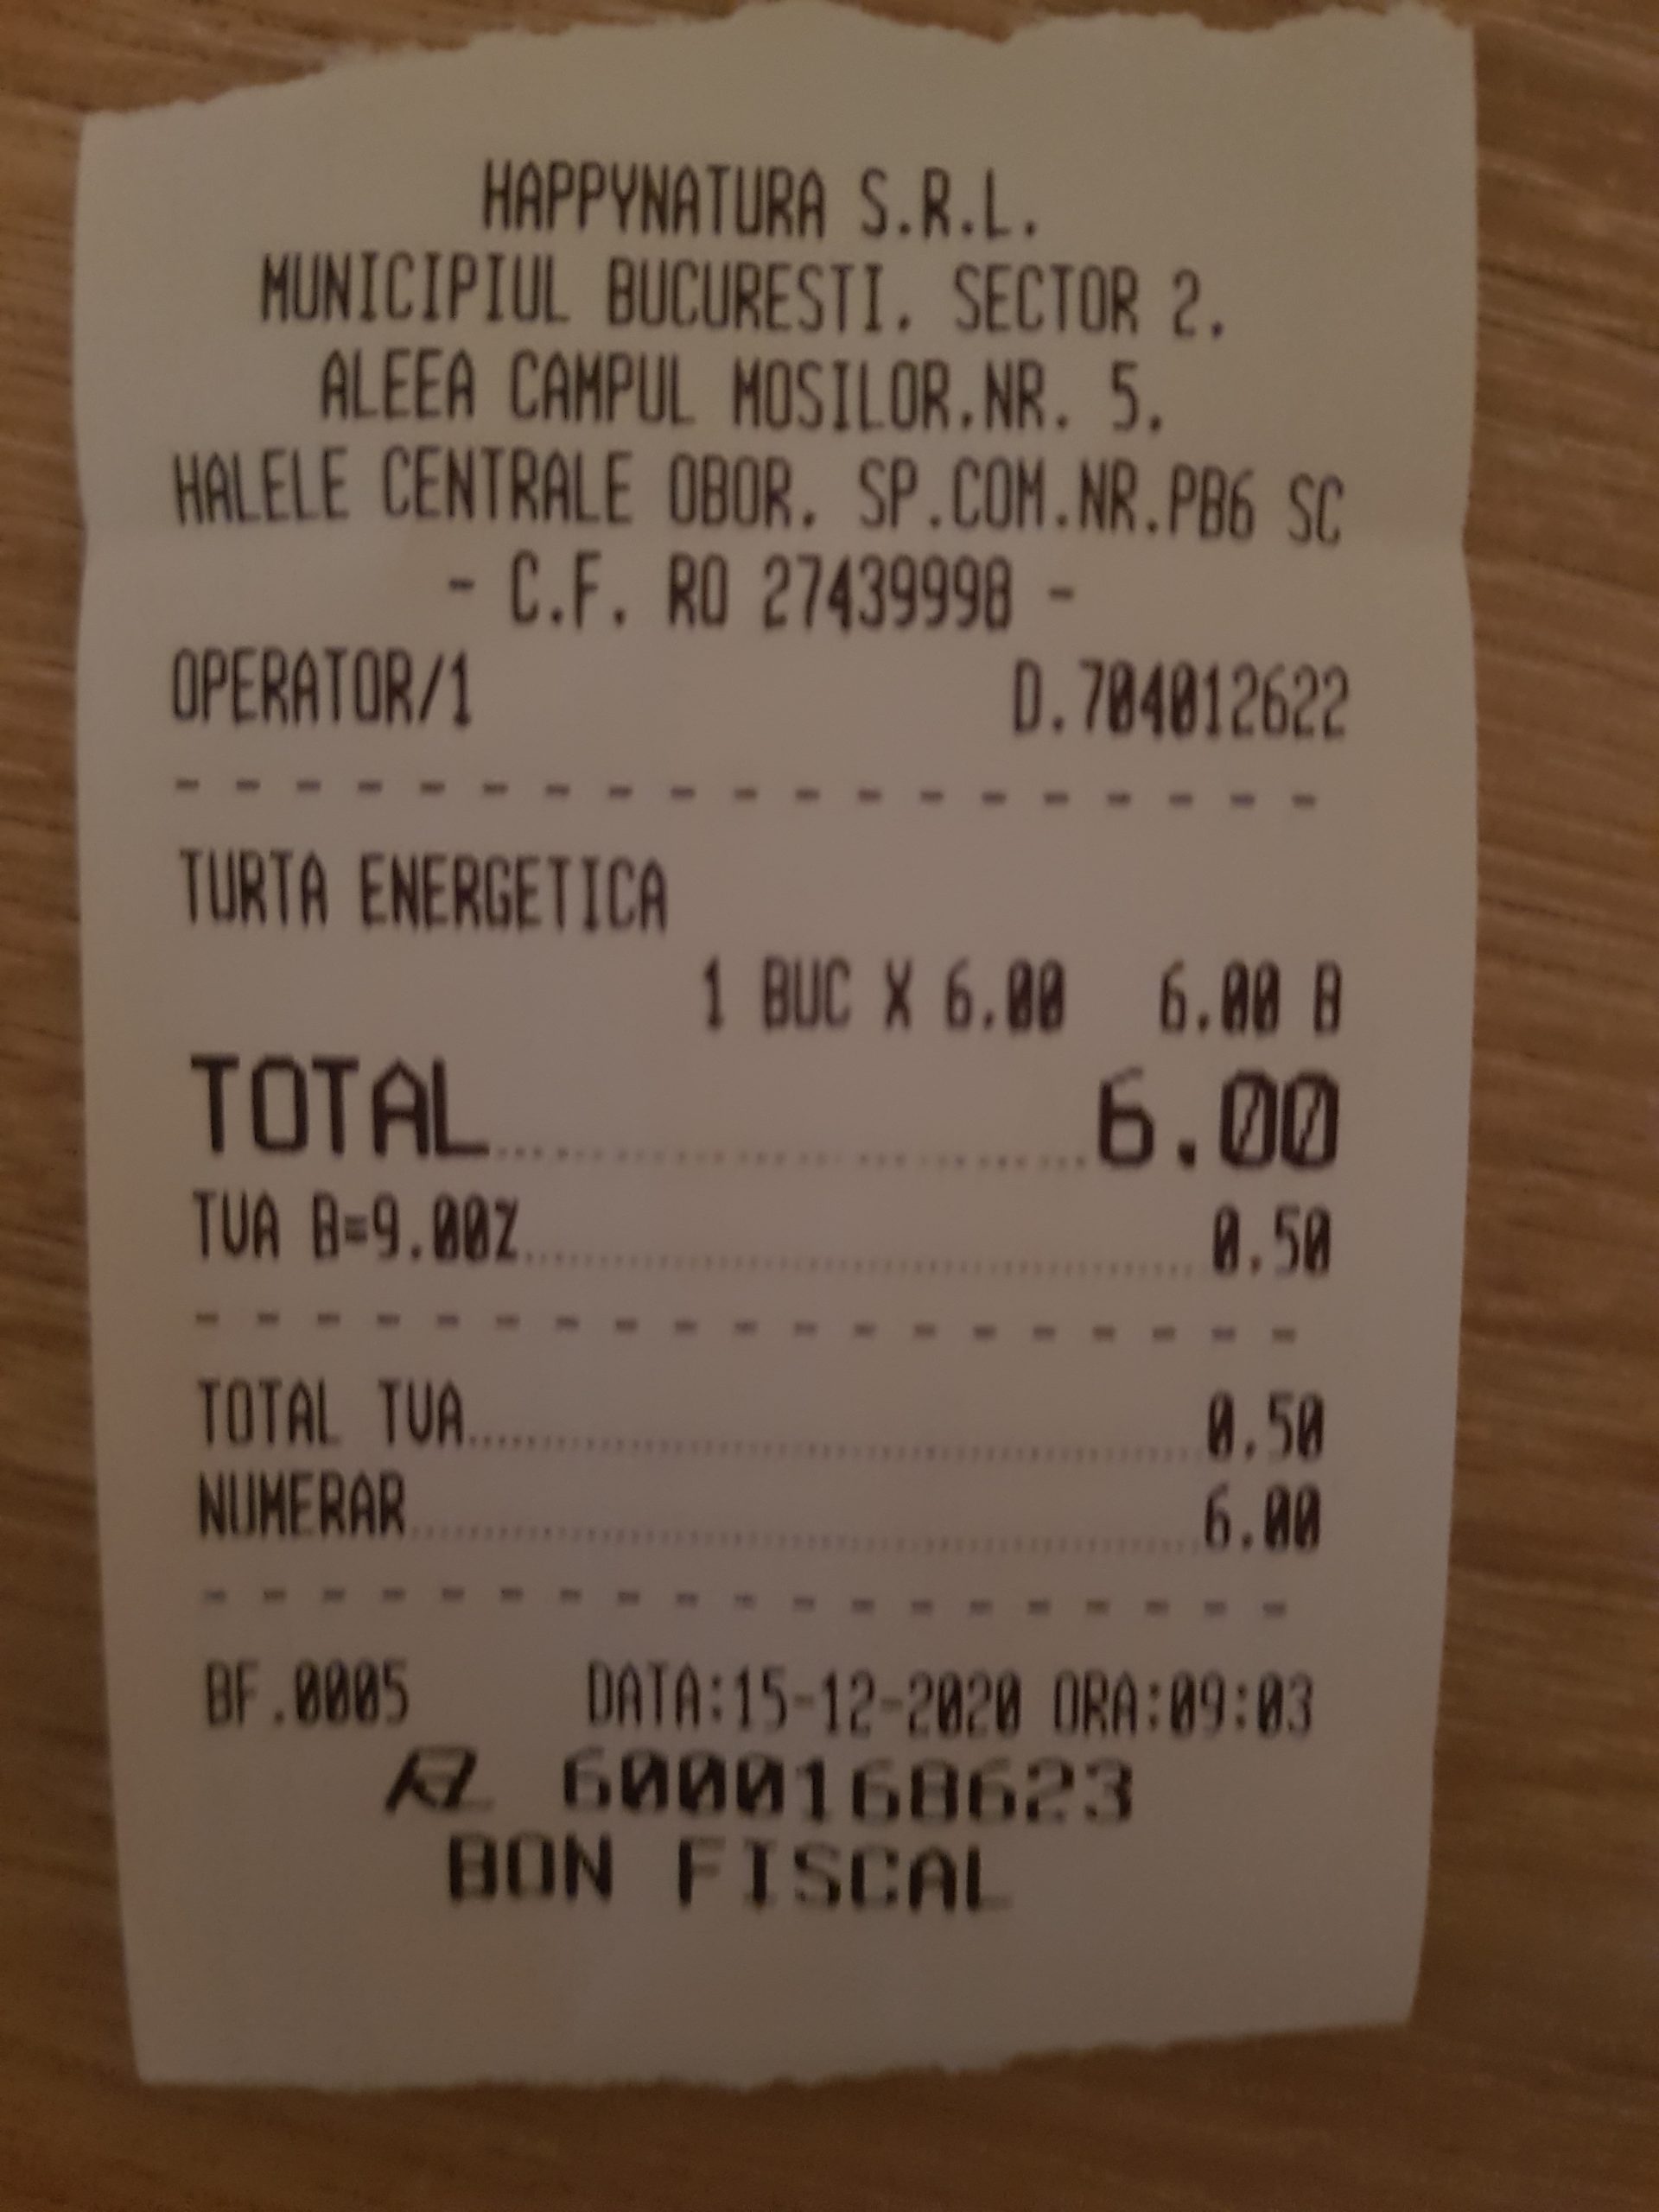 HAPPYNATURA S.R.L.
MUNICIPIUL BUCURESTI, SECTOR 2,
ALEEA CAMPUL MOSILOR,NR. 5,
HALELE CENTRALE OBOR, SP.COM.NR.PB6 SC
- C.F. RO 27439998 -
OPERATOR/1 D.704012622
- - - - - - - - - - - - - - - - - - -
TURTA ENERGETICA
1 BUC X 6.00 6.00 B
TOTAL..............................6.00
TVA B=9.00%..............................0.50
- - - - - - - - - - - - - - - - - - -
TOTAL TVA..............................0.50
NUMERAR..............................6.00
- - - - - - - - - - - - - - - - - - -
BF.0005 DATA:15-12-2020 ORA:09:03
6000168623
BON FISCAL